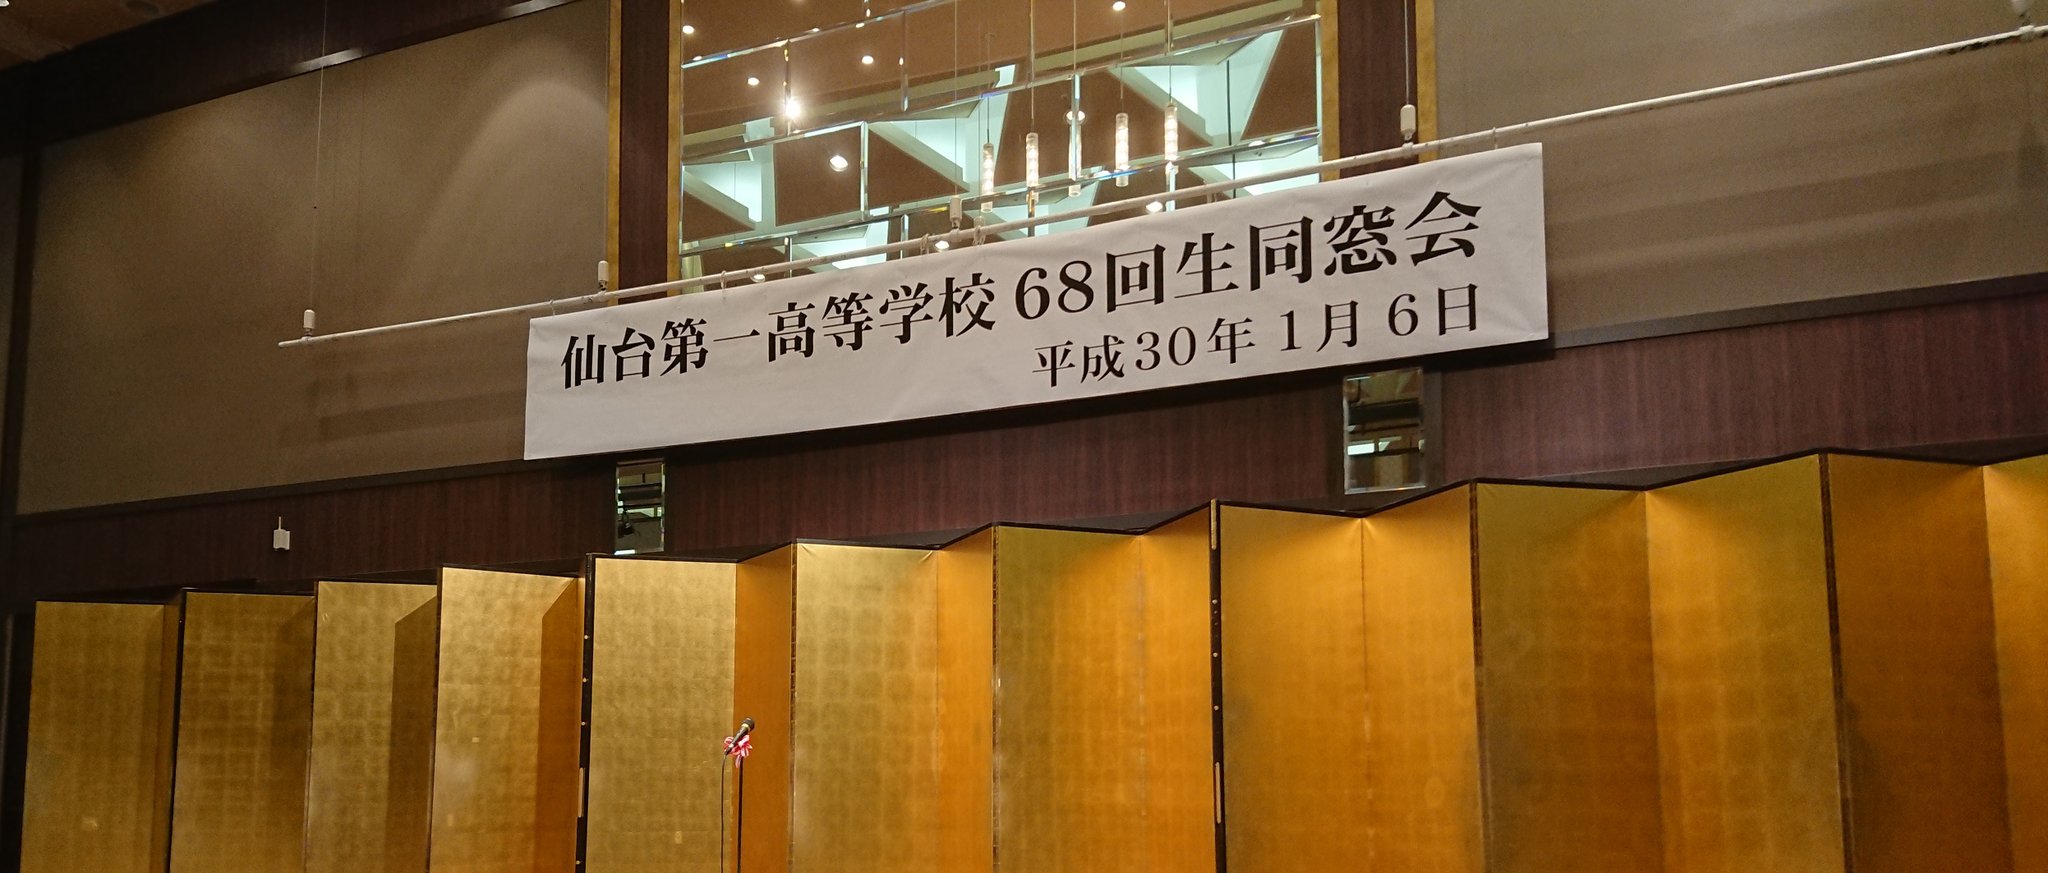 仙台第一高等学校 68回生同窓会
平成30年 1月 6日